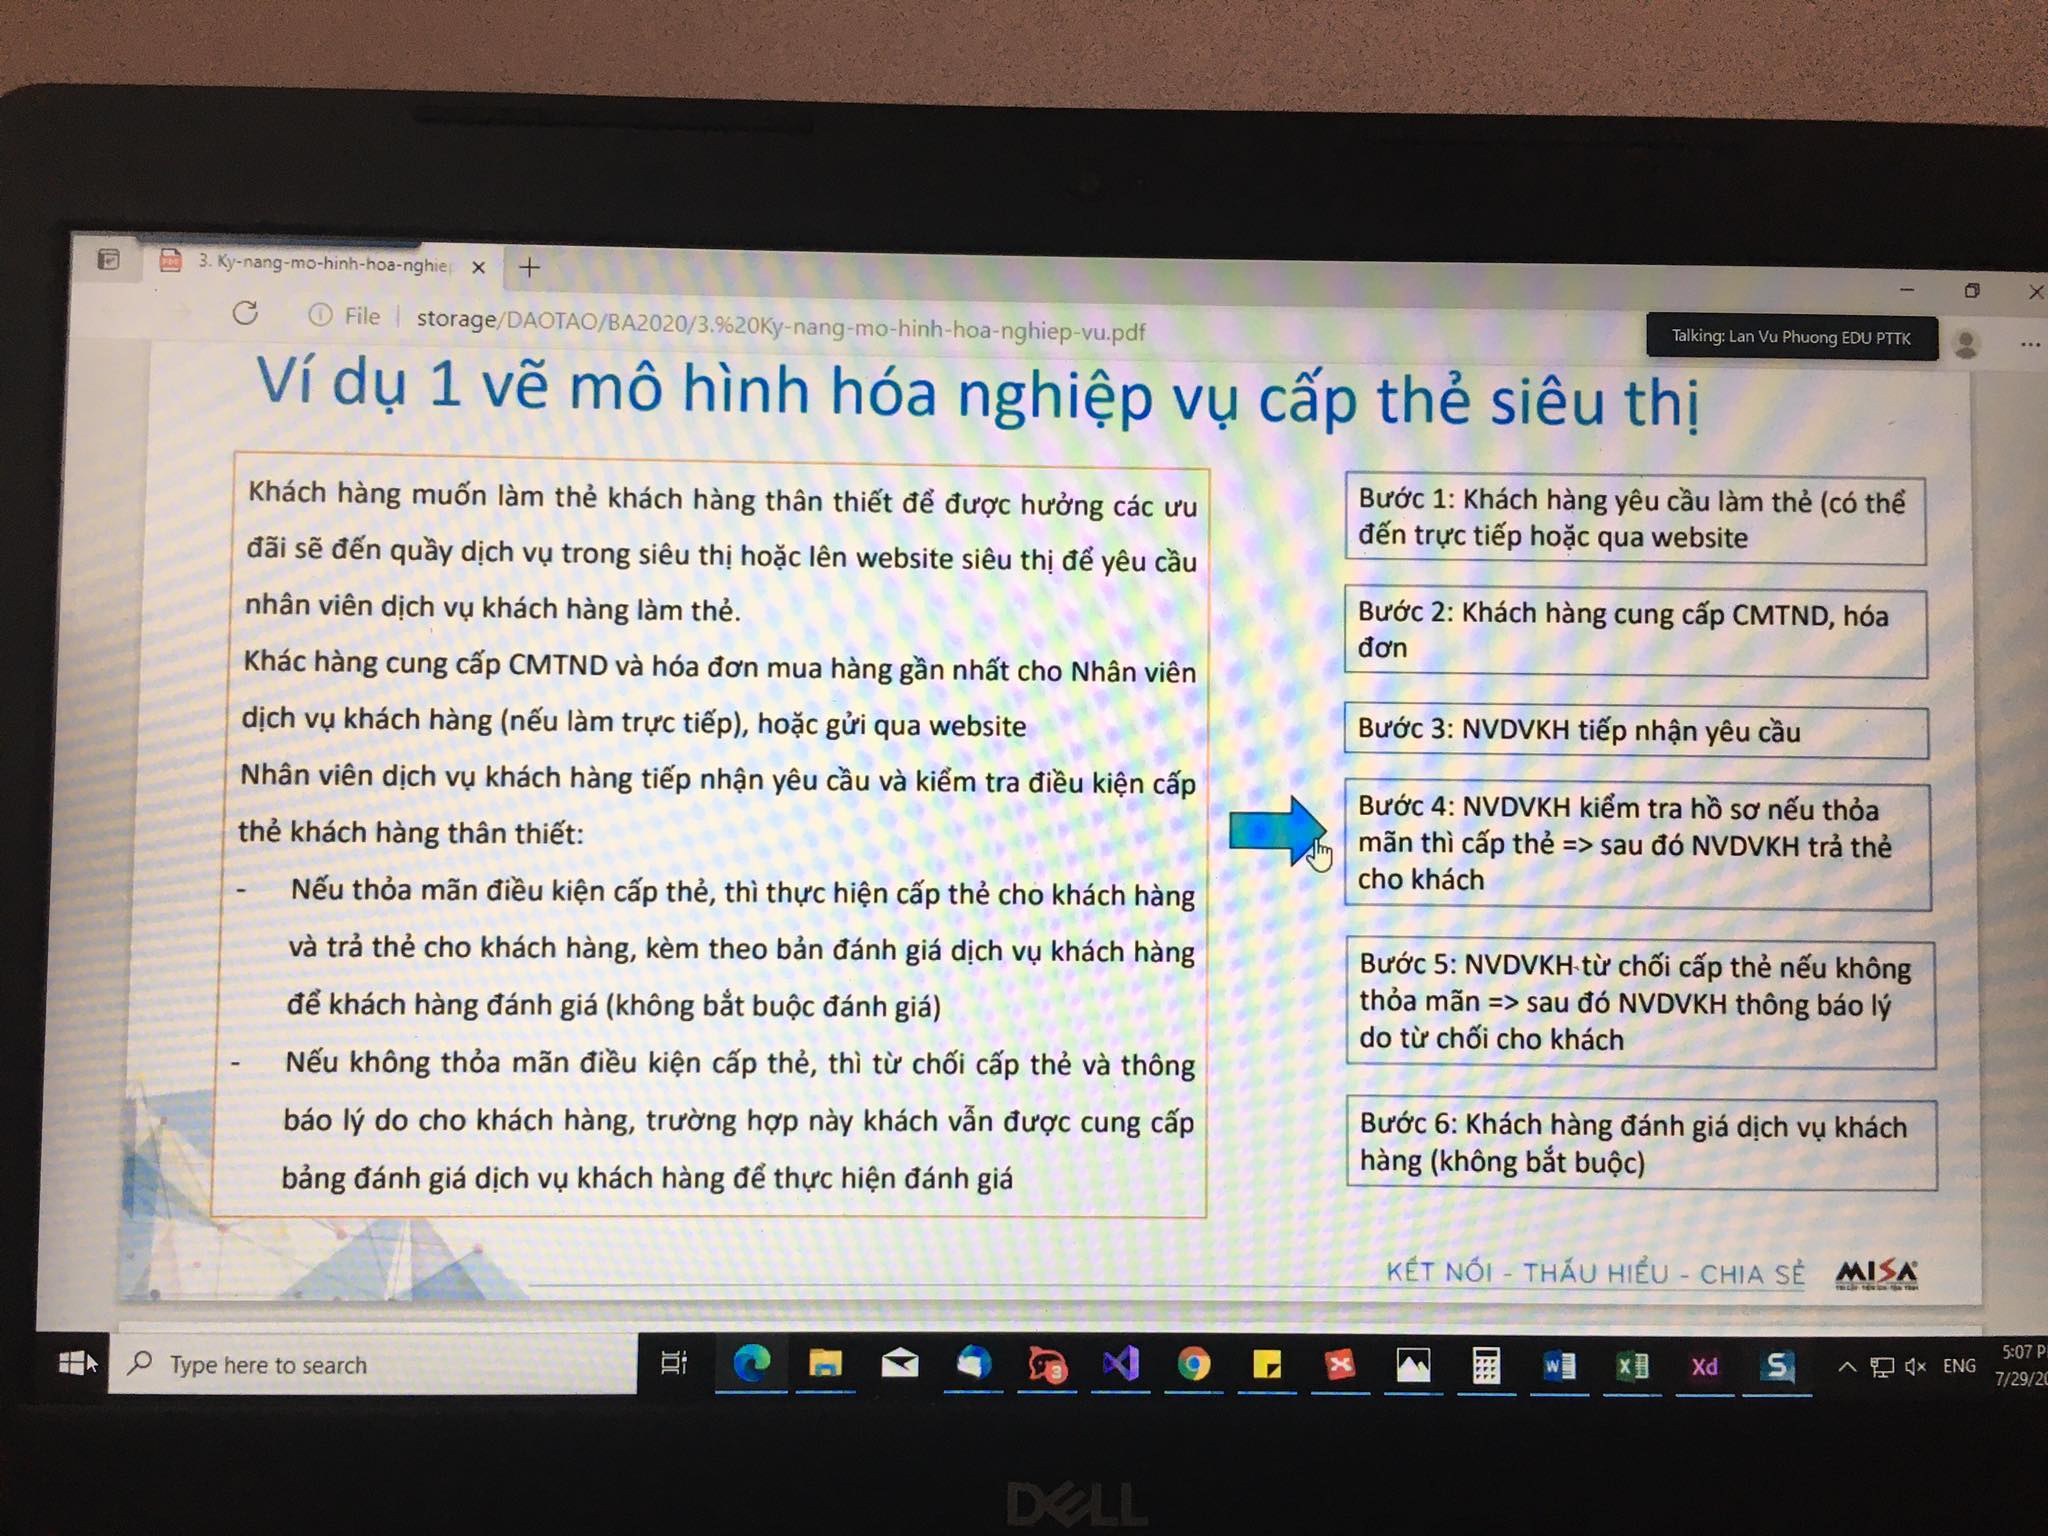 3. Ky-nang-mo-hinh-hoa-nghiep
File
storage/DAOTAO/BA2020/3.%20Ky-nang-mo-hinh-hoa-nghiep-vu.pdf
Talking: Lan Vu Phuong EDU PTTK
Ví dụ 1 vẽ mô hình hóa nghiệp vụ cấp thẻ siêu thị
Khách hàng muốn làm thẻ khách hàng thân thiết để được hưởng các ưu
đãi sẽ đến quầy dịch vụ trong siêu thị hoặc lên website siêu thị để yêu cầu
nhân viên dịch vụ khách hàng làm thẻ.
Khác hàng cung cấp CMTND và hóa đơn mua hàng gần nhất cho Nhân viên
dịch vụ khách hàng (nếu làm trực tiếp), hoặc gửi qua website
Nhân viên dịch vụ khách hàng tiếp nhận yêu cầu và kiểm tra điều kiện cấp
thẻ khách hàng thân thiết:
- Nếu thỏa mãn điều kiện cấp thẻ, thì thực hiện cấp thẻ cho khách hàng
và trả thẻ cho khách hàng, kèm theo bản đánh giá dịch vụ khách hàng
để khách hàng đánh giá (không bắt buộc đánh giá)
- Nếu không thỏa mãn điều kiện cấp thẻ, thì từ chối cấp thẻ và thông
báo lý do cho khách hàng, trường hợp này khách vẫn được cung cấp
bảng đánh giá dịch vụ khách hàng để thực hiện đánh giá
Bước 1: Khách hàng yêu cầu làm thẻ (có thể
đến trực tiếp hoặc qua website
Bước 2: Khách hàng cung cấp CMTND, hóa
đơn
Bước 3: NVDVKH tiếp nhận yêu cầu
Bước 4: NVDVKH kiểm tra hồ sơ nếu thỏa
mãn thì cấp thẻ => sau đó NVDVKH trả thẻ
cho khách
Bước 5: NVDVKH từ chối cấp thẻ nếu không
thỏa mãn => sau đó NVDVKH thông báo lý
do từ chối cho khách
Bước 6: Khách hàng đánh giá dịch vụ khách
hàng (không bắt buộc)
KẾT NỐI - THẤU HIỂU - CHIA SẺ
MISA
Type here to search
3
Xd
ENG
5:07 P
7/29/20
DELL